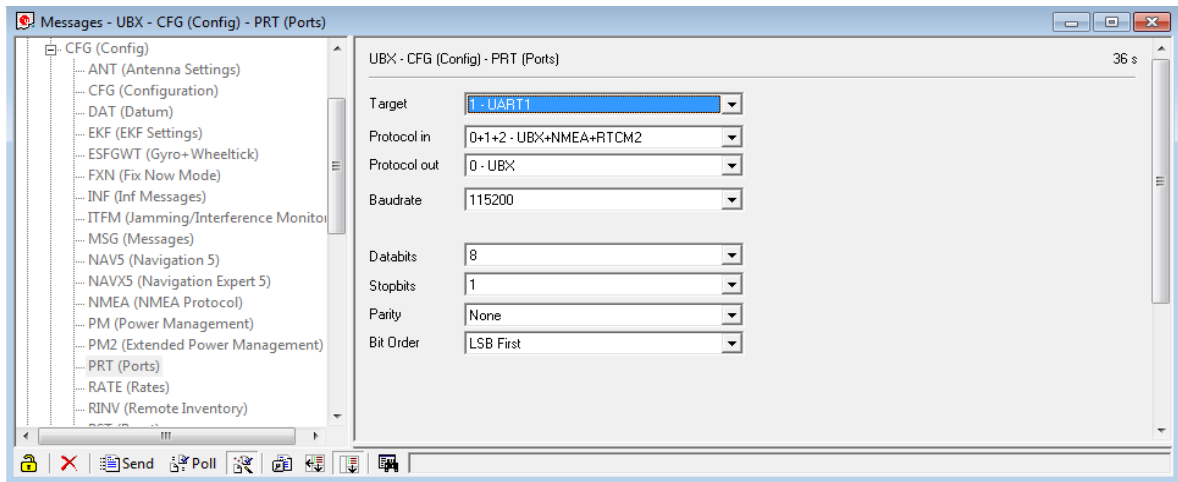 Messages - UBX - CFG (Config) - PRT (Ports)
CFG (Config)
ANT (Antenna Settings)
CFG (Configuration)
DAT (Datum)
EKF (EKF Settings)
ESFGWT (Gyro+Wheeltick)
FXN (Fix Now Mode)
INF (Inf Messages)
ITFM (Jamming/Interference Monitor
MSG (Messages)
NAV5 (Navigation 5)
NAVX5 (Navigation Expert 5)
NMEA (NMEA Protocol)
PM (Power Management)
PM2 (Extended Power Management)
PRT (Ports)
RATE (Rates)
RINV (Remote Inventory)
UBX - CFG (Config) - PRT (Ports) 36 s
Target 1 - UART1
Protocol in 0+1+2 - UBX+NMEA+RTCM2
Protocol out 0 - UBX
Baudrate 115200
Databits 8
Stopbits 1
Parity None
Bit Order LSB First
Send Poll